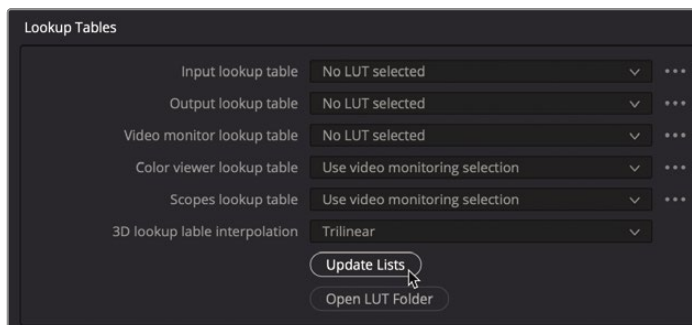 Lookup Tables
Input lookup table No LUT selected
Output lookup table No LUT selected
Video monitor lookup table No LUT selected
Color viewer lookup table Use video monitoring selection
Scopes lookup table Use video monitoring selection
3D lookup lable interpolation Trilinear
Update Lists
Open LUT Folder